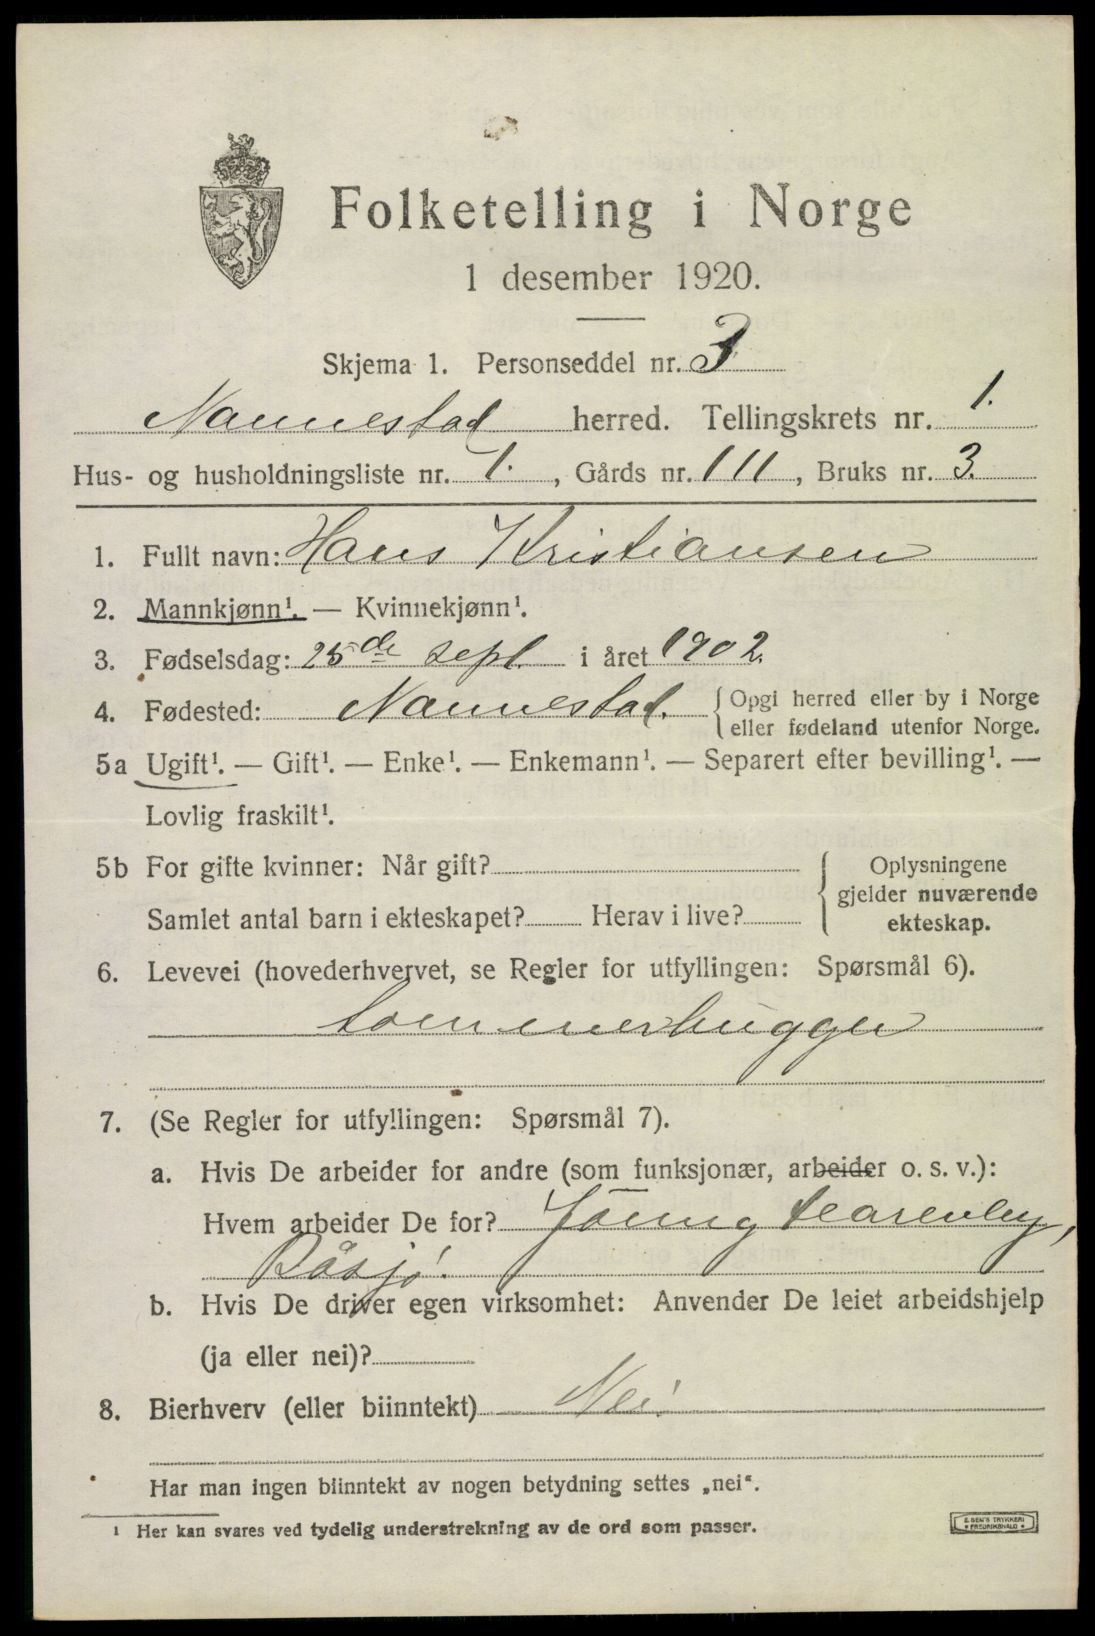 Folketelling i Norge
1 desember 1920.
Skjema 1. Personseddel nr. 3
Nannestad herred. Tellingskrets nr. 1.
Hus- og husholdningsliste nr. 1., Gårds nr. 111, Bruks nr. 3.
1. Fullt navn: Hans Kristiansen
2. Mannkjønn¹. — Kvinnekjønn¹.
3. Fødselsdag: 25de sept. i året 1902.
4. Fødested: Nannestad. { Opgi herred eller by i Norge
eller fødeland utenfor Norge.
5a Ugift¹. — Gift¹. — Enke¹. — Enkemann¹. — Separert efter bevilling¹. —
Lovlig fraskilt¹.
5b For gifte kvinner: Når gift?
Samlet antal barn i ekteskapet? Herav i live?
{ Oplysningene
gjelder nuværende
ekteskap.
6. Levevei (hovederhvervet, se Regler for utfyllingen: Spørsmål 6).
tømmerhugger
7. (Se Regler for utfyllingen: Spørsmål 7).
a. Hvis De arbeider for andre (som funksjonær, arbeider o. s. v.):
Hvem arbeider De for?
Råsjø.
b. Hvis De driver egen virksomhet: Anvender De leiet arbeidshjelp
(ja eller nei)?
8. Bierhverv (eller biinntekt) Nei.
Har man ingen biinntekt av nogen betydning settes „nei“.
¹ Her kan svares ved tydelig understrekning av de ord som passer.
TRYKKERI
FREDRIKSHALD